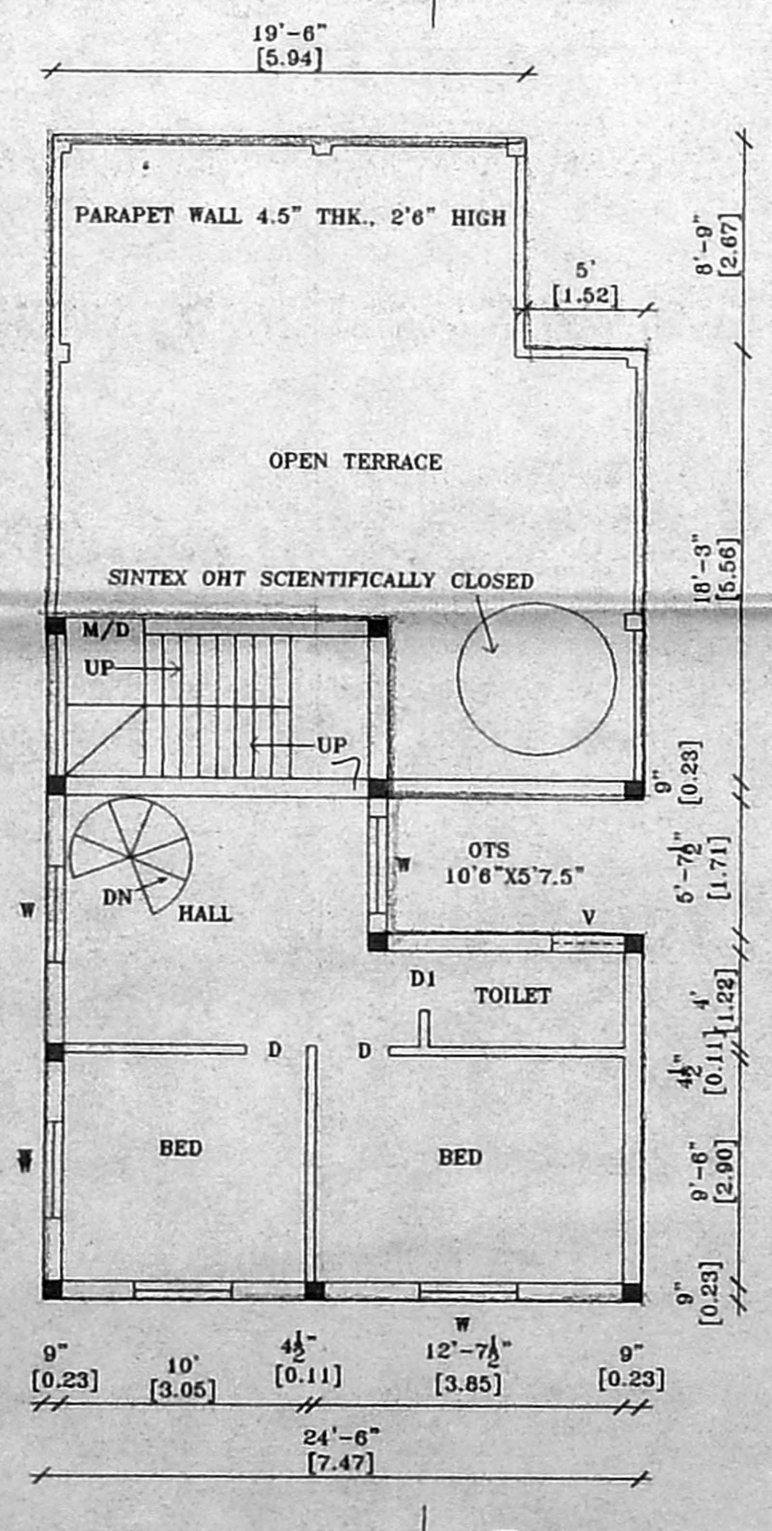 19'-6"
[5.94]
PARAPET WALL 4.5" THK., 2'6" HIGH
8'-9"
[2.67]
5'
[1.52]
OPEN TERRACE
SINTEX OHT SCIENTIFICALLY CLOSED
18'-3"
[5.56]
M/D
UP
UP
9"
[0.23]
OTS
10'6"X5'7.5"
W
5'-7½"
[1.71]
DN
HALL
W
V
D1
TOILET
4'
[1.22]
D
D
4½"
[0.11]
BED
BED
W
9'-6"
[2.90]
9"
[0.23]
W
9"
[0.23]
10'
[3.05]
4½"
[0.11]
12'-7½"
[3.85]
9"
[0.23]
24'-6"
[7.47]